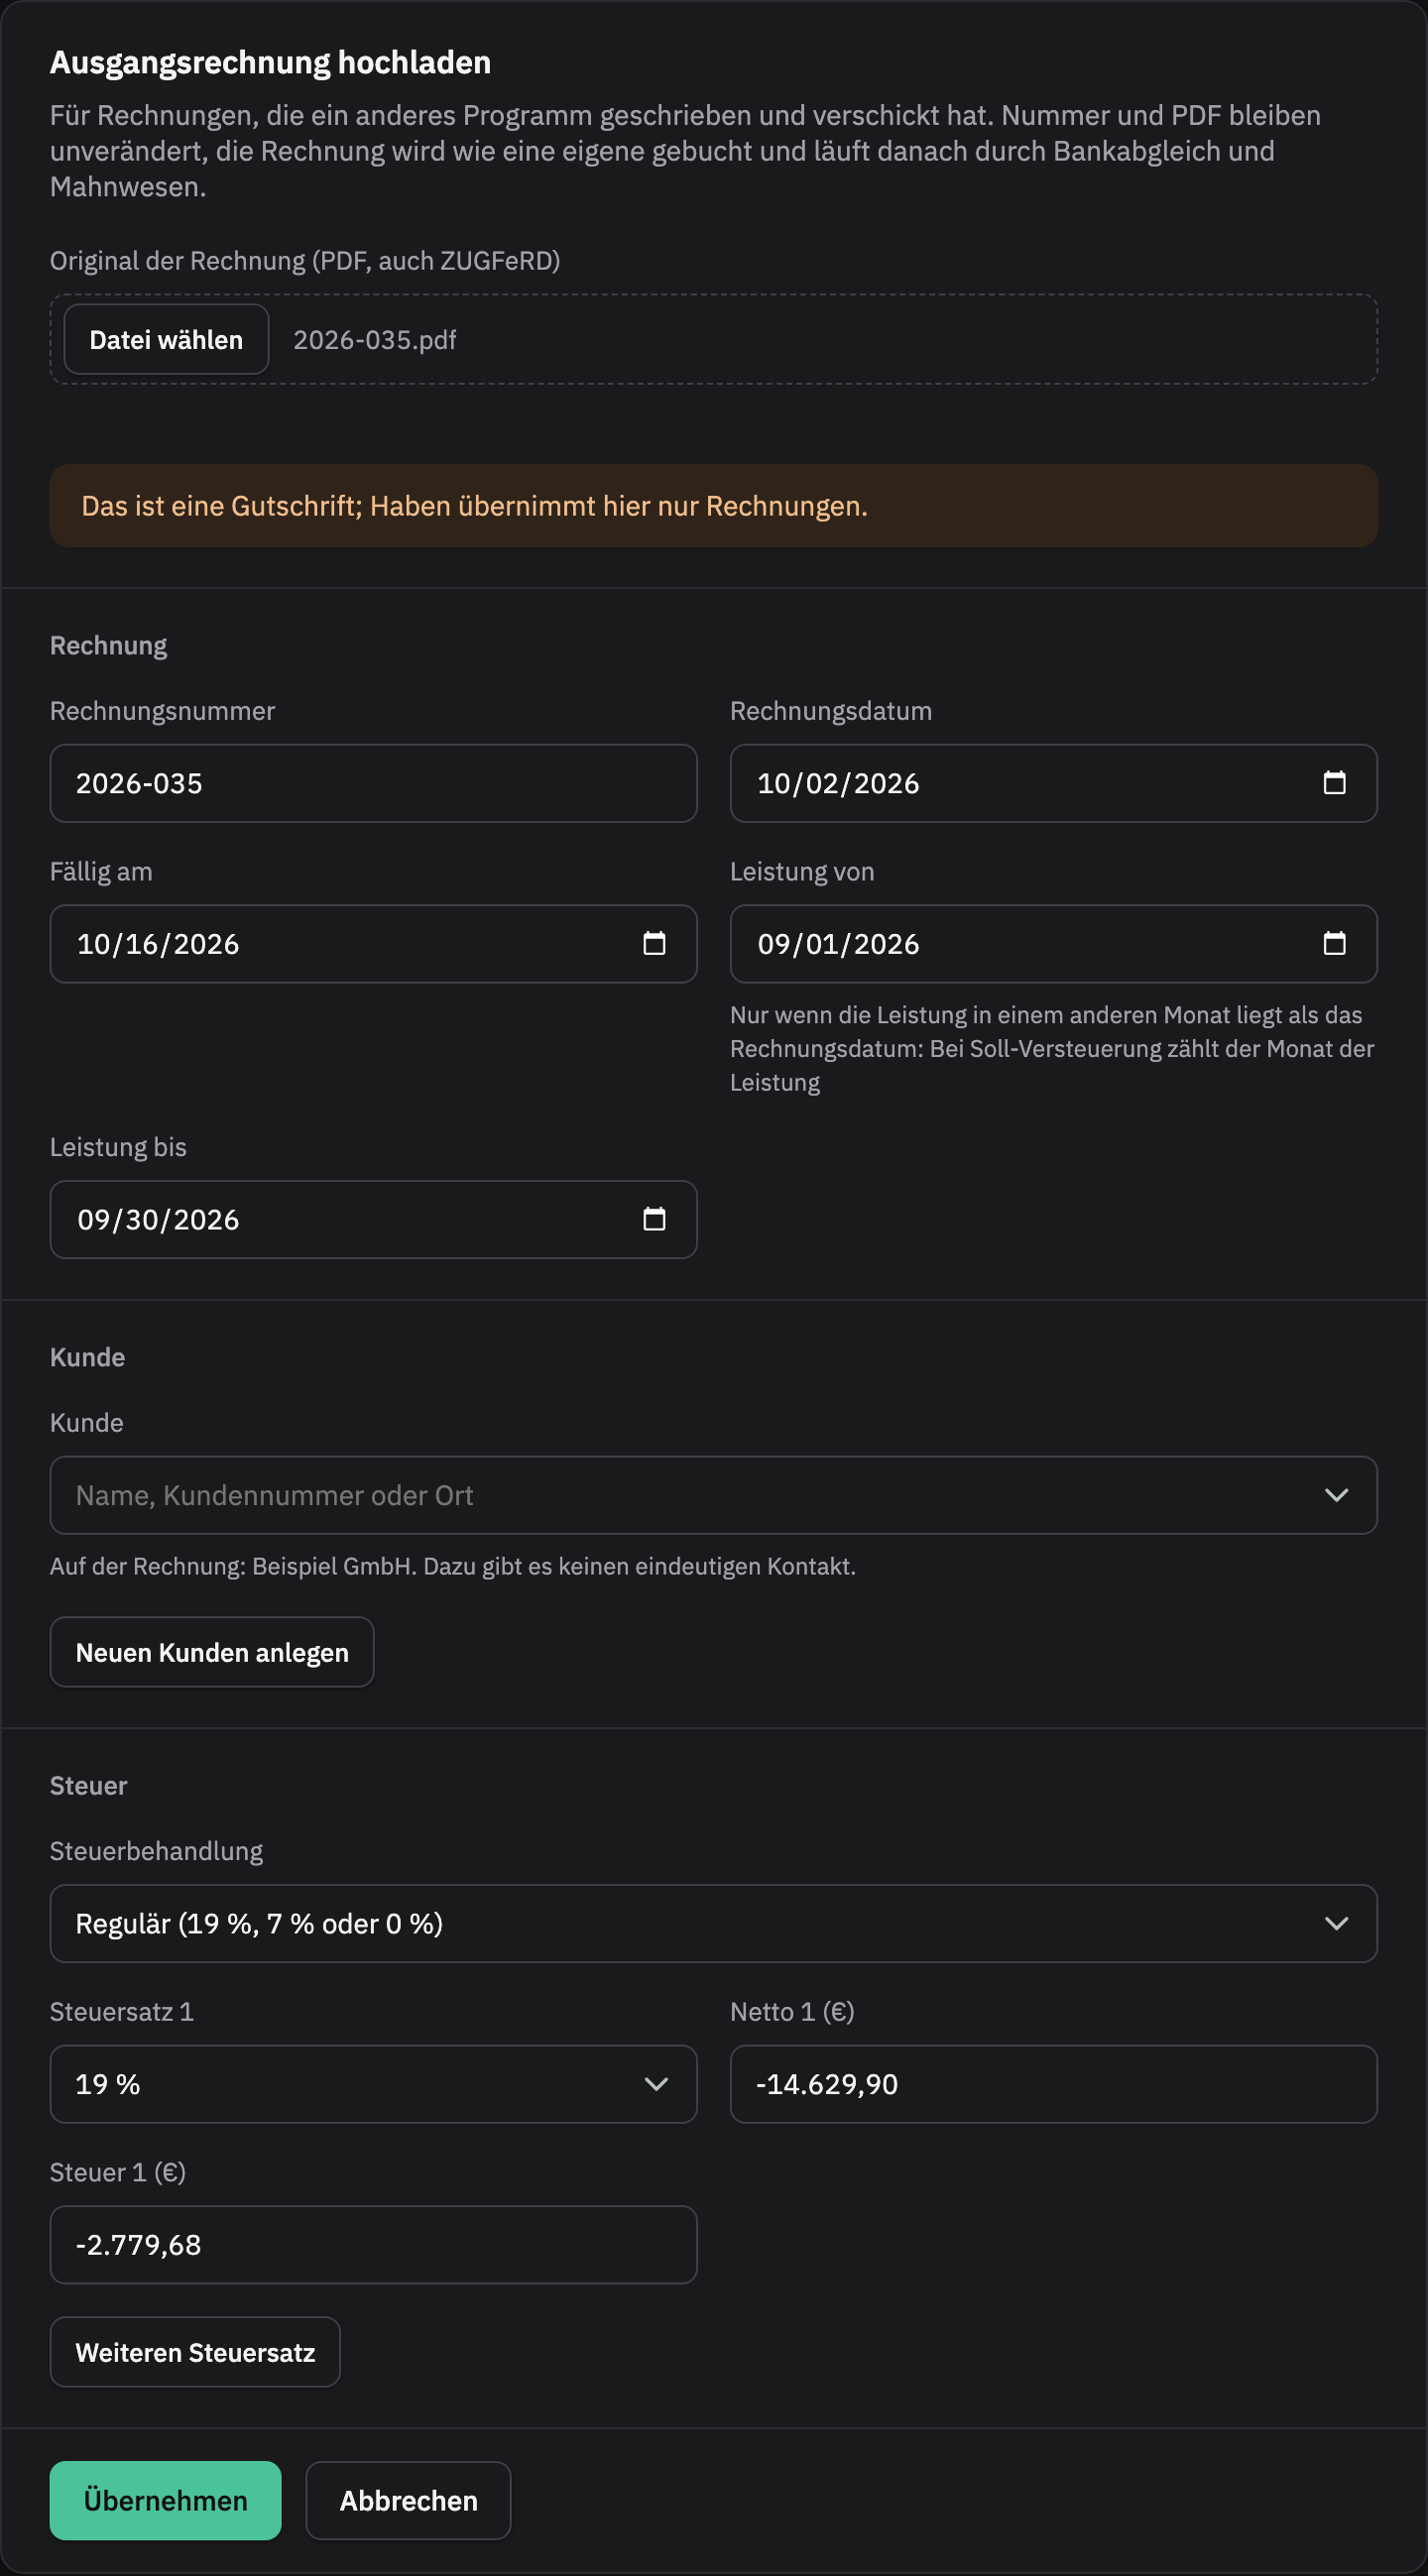 Ausgangsrechnung hochladen
Für Rechnungen, die ein anderes Programm geschrieben und verschickt hat. Nummer und PDF bleiben
unverändert, die Rechnung wird wie eine eigene gebucht und läuft danach durch Bankabgleich und
Mahnwesen.
Original der Rechnung (PDF, auch ZUGFeRD)
Datei wählen 2026-035.pdf
Das ist eine Gutschrift; Haben übernimmt hier nur Rechnungen.
Rechnung
Rechnungsnummer
2026-035
Rechnungsdatum
10/02/2026
Fällig am
10/16/2026
Leistung von
09/01/2026
Nur wenn die Leistung in einem anderen Monat liegt als das
Rechnungsdatum: Bei Soll-Versteuerung zählt der Monat der
Leistung
Leistung bis
09/30/2026
Kunde
Kunde
Name, Kundennummer oder Ort
Auf der Rechnung: Beispiel GmbH. Dazu gibt es keinen eindeutigen Kontakt.
Neuen Kunden anlegen
Steuer
Steuerbehandlung
Regulär (19 %, 7 % oder 0 %)
Steuersatz 1
19 %
Netto 1 (€)
-14.629,90
Steuer 1 (€)
-2.779,68
Weiteren Steuersatz
Übernehmen
Abbrechen